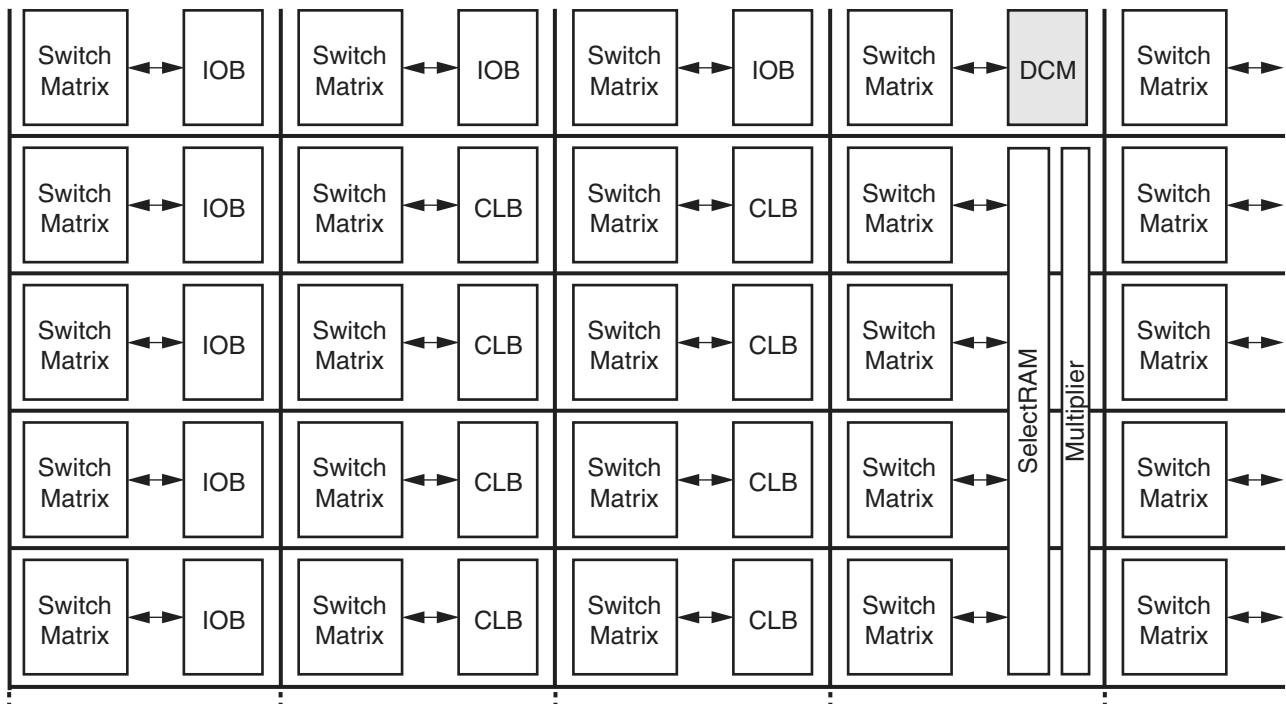 Switch
Matrix
IOB
Switch
Matrix
IOB
Switch
Matrix
IOB
Switch
Matrix
DCM
Switch
Matrix
Switch
Matrix
IOB
Switch
Matrix
CLB
Switch
Matrix
CLB
Switch
Matrix
Switch
Matrix
Switch
Matrix
IOB
Switch
Matrix
CLB
Switch
Matrix
CLB
Switch
Matrix
SelectRAM
Multiplier
Switch
Matrix
Switch
Matrix
IOB
Switch
Matrix
CLB
Switch
Matrix
CLB
Switch
Matrix
Switch
Matrix
Switch
Matrix
IOB
Switch
Matrix
CLB
Switch
Matrix
CLB
Switch
Matrix
Switch
Matrix